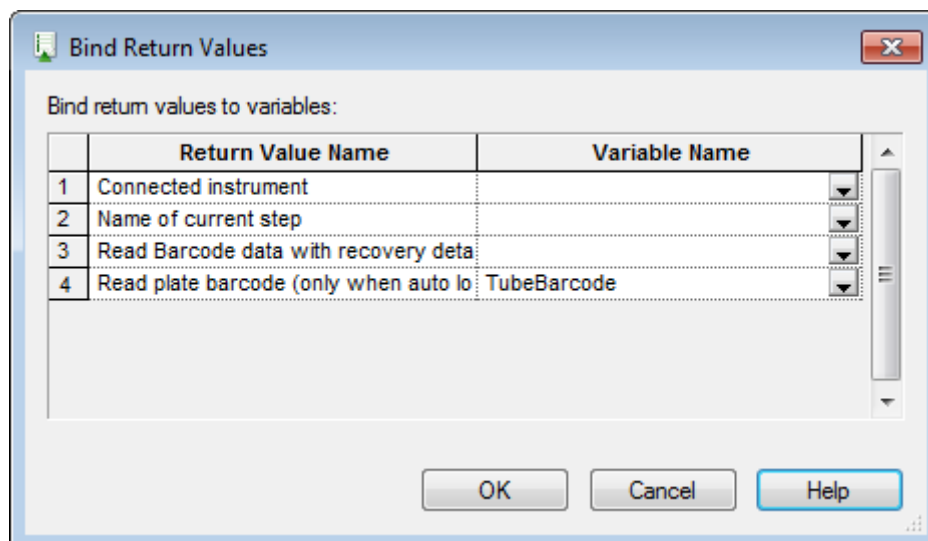 Bind Return Values
Bind return values to variables:
Return Value Name Variable Name
1 Connected instrument
2 Name of current step
3 Read Barcode data with recovery deta
4 Read plate barcode (only when auto lo TubeBarcode
OK Cancel Help